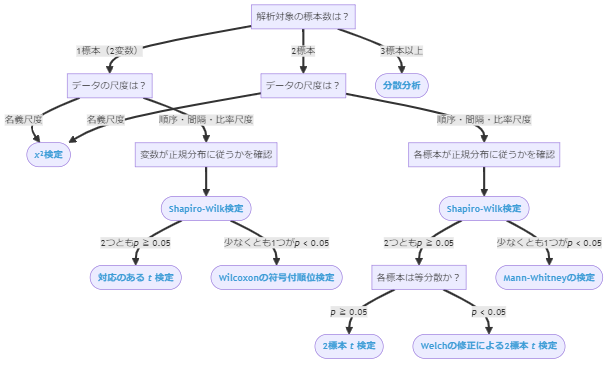 解析対象の標本数は？
1標本（2変数）
2標本
3標本以上
データの尺度は？
データの尺度は？
分散分析
名義尺度
名義尺度
順序・間隔・比率尺度
順序・間隔・比率尺度
x²検定
変数が正規分布に従うかを確認
各標本が正規分布に従うかを確認
Shapiro-Wilk検定
Shapiro-Wilk検定
2つともp ≧ 0.05
少なくとも1つがp < 0.05
2つともp ≧ 0.05
少なくとも1つがp < 0.05
対応のある t 検定
Wilcoxonの符号付順位検定
各標本は等分散か？
Mann-Whitneyの検定
p ≧ 0.05
p < 0.05
2標本 t 検定
Welchの修正による2標本 t 検定